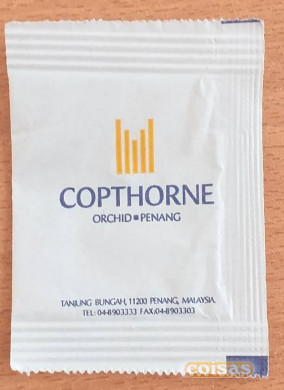 COPTHORNE
ORCHID ■ PENANG
TANJUNG BUNGAH, 11200 PENANG, MALAYSIA.
TEL: 04-8903333 FAX:04-8903303
coisas